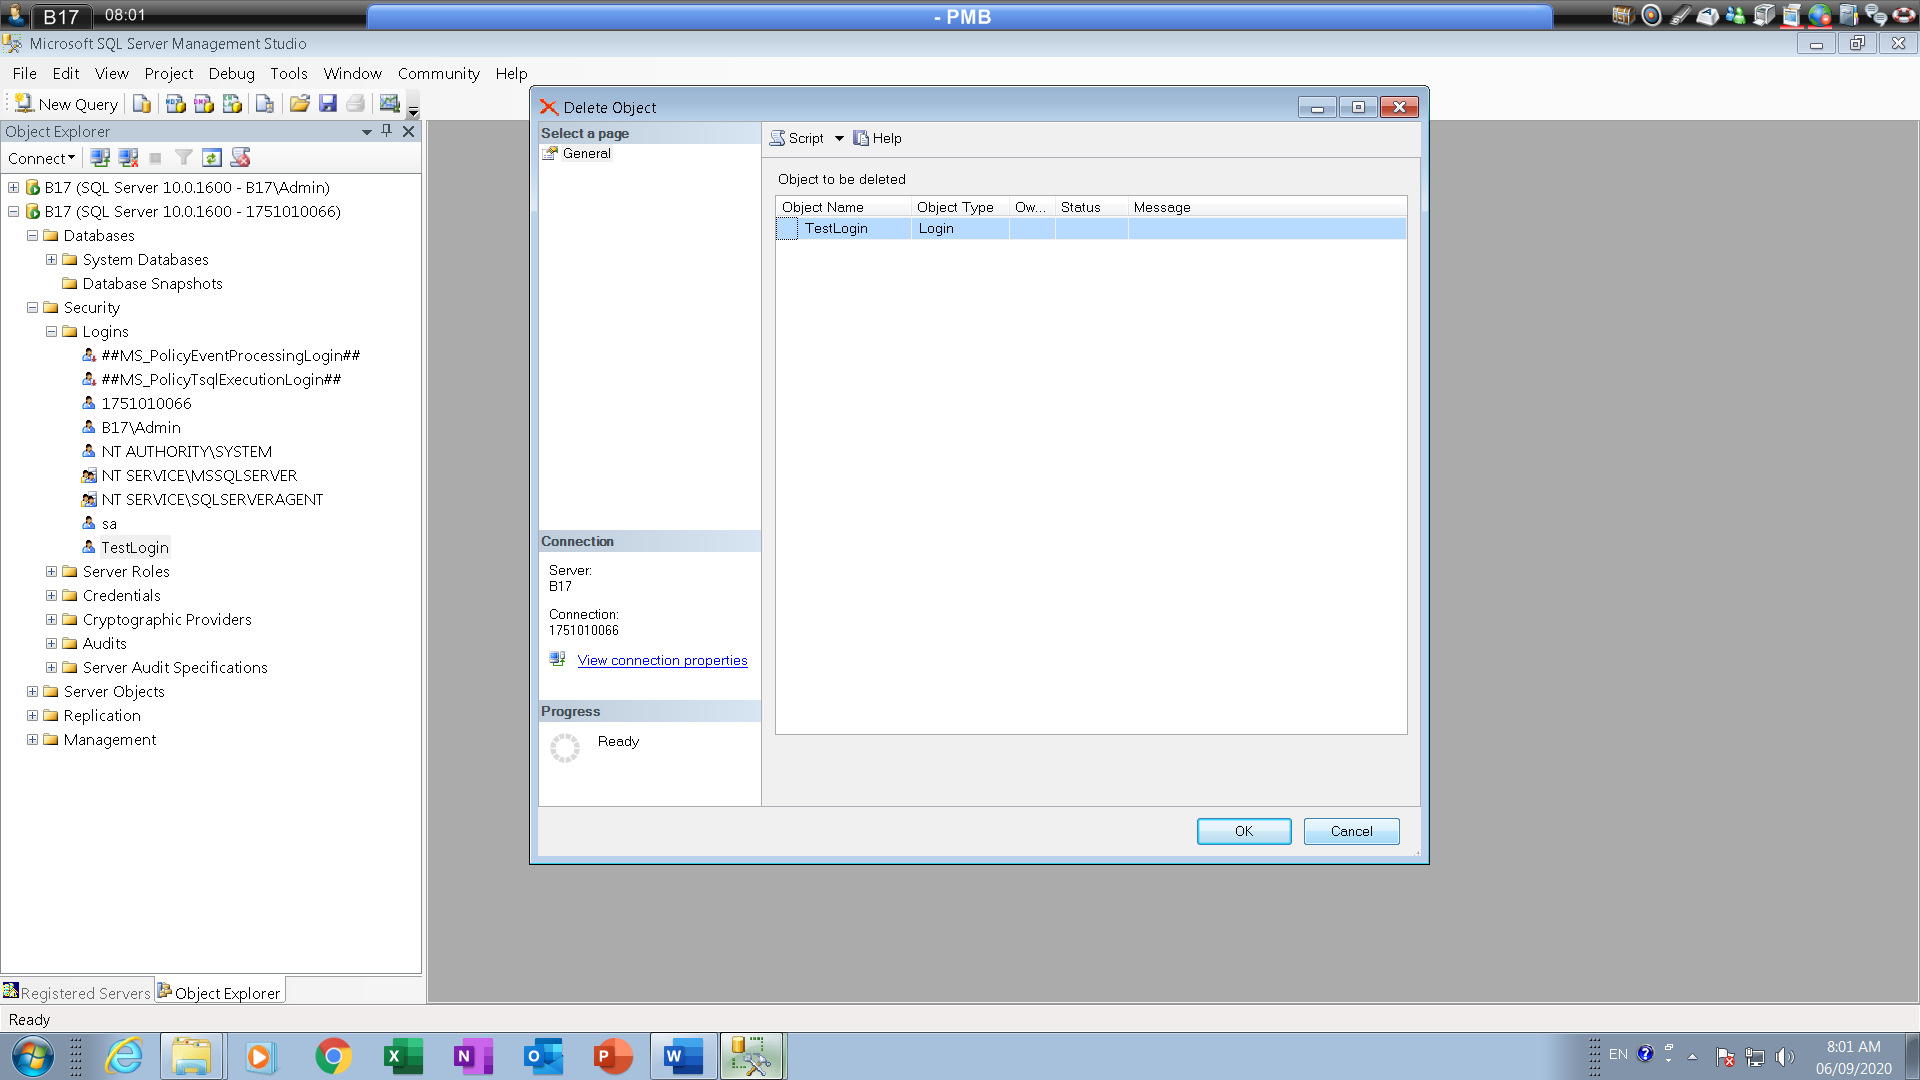 B17
08:01
- PMB
Microsoft SQL Server Management Studio
File Edit View Project Debug Tools Window Community Help
New Query
Object Explorer
Connect
B17 (SQL Server 10.0.1600 - B17\Admin)
B17 (SQL Server 10.0.1600 - 1751010066)
Databases
System Databases
Database Snapshots
Security
Logins
##MS_PolicyEventProcessingLogin##
##MS_PolicyTsqlExecutionLogin##
1751010066
B17\Admin
NT AUTHORITY\SYSTEM
NT SERVICE\MSSQLSERVER
NT SERVICE\SQLSERVERAGENT
sa
TestLogin
Server Roles
Credentials
Cryptographic Providers
Audits
Server Audit Specifications
Server Objects
Replication
Management
Registered Servers
Object Explorer
Ready
Delete Object
Select a page
General
Connection
Server:
B17
Connection:
1751010066
View connection properties
Progress
Ready
Script Help
Object to be deleted
Object Name Object Type Ow... Status Message
TestLogin Login
OK Cancel
EN
8:01 AM
06/09/2020